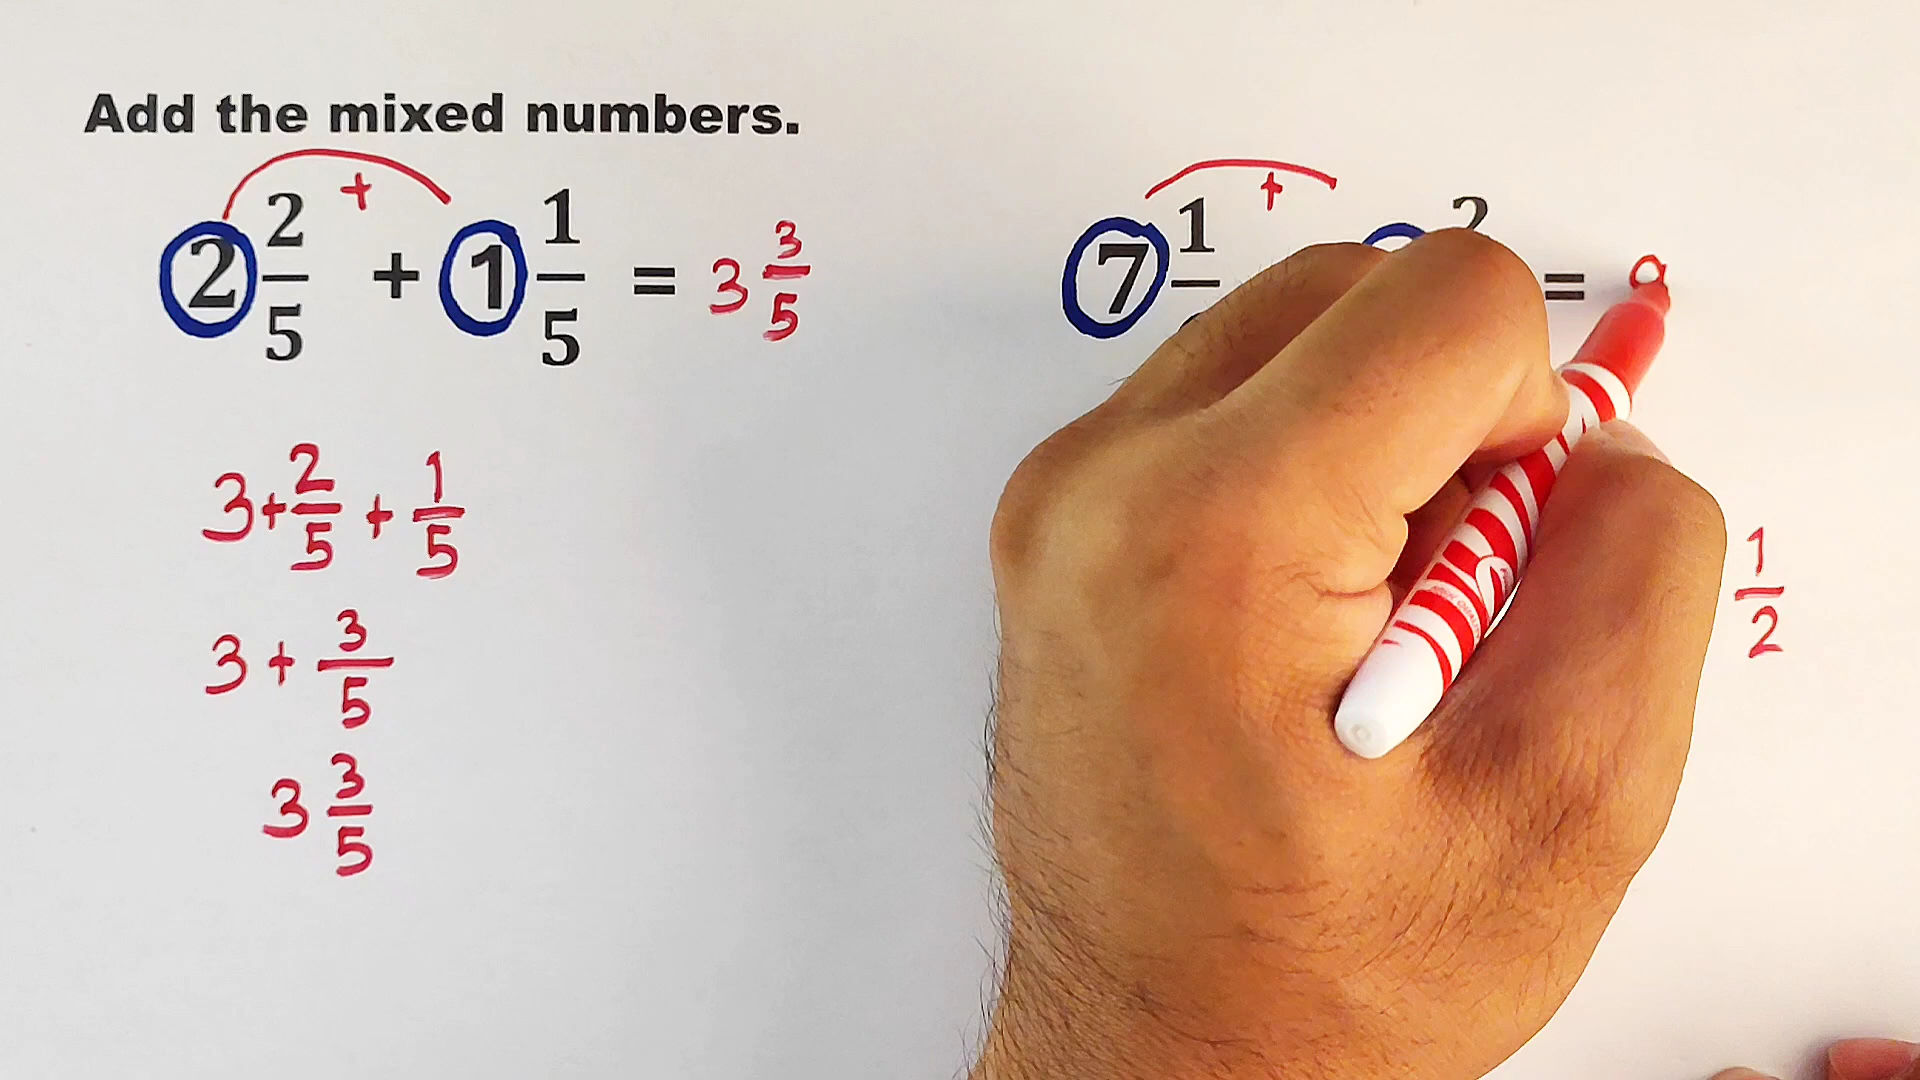 Add the mixed numbers.
+
2 2/5 + 1 1/5 = 3 3/5
3 + 2/5 + 1/5
3 + 3/5
3 3/5
+
7 1 2 =
1/2